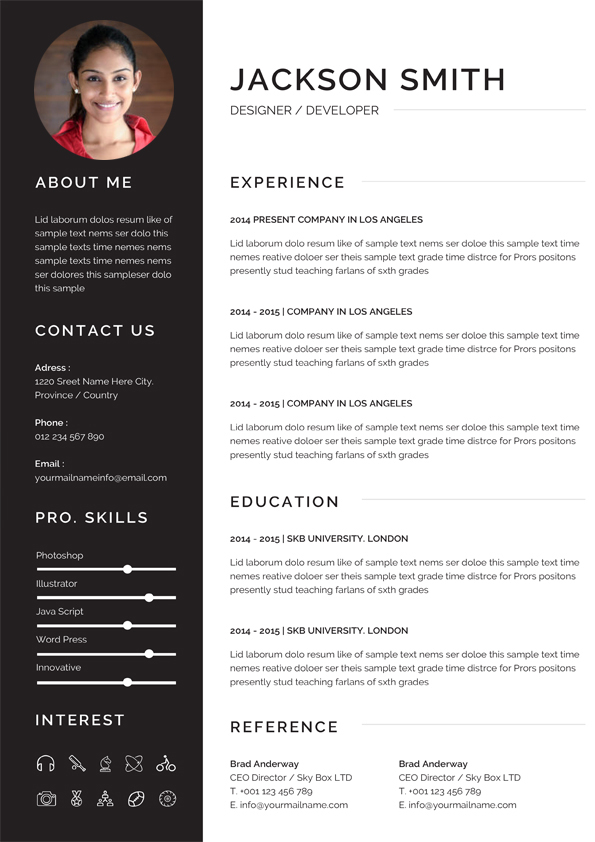 JACKSON SMITH
DESIGNER / DEVELOPER
ABOUT ME
Lid laborum dolos resum like of
sample text nems ser dolo this
sample texts time nemes nems
sample texts time nemes nems
ser dolores this sampleser dolo
this sample
CONTACT US
Adress :
1220 Sreet Name Here City.
Province / Country
Phone :
012 234 567 890
Email :
yourmailnameinfo@email.com
PRO. SKILLS
Photoshop
Illustrator
Java Script
Word Press
Innovative
INTEREST
EXPERIENCE
2014 PRESENT COMPANY IN LOS ANGELES
Lid laborum dolo resum like of sample text nems ser doloe this sample text time
nemes reative doloer ser theis sample text grade time distrce for Prors positons
presently stud teaching farlans of sxth grades
2014 - 2015 | COMPANY IN LOS ANGELES
Lid laborum dolo resum like of sample text nems ser doloe this sample text time
nemes reative doloer ser theis sample text grade time distrce for Prors positons
presently stud teaching farlans of sxth grades
2014 - 2015 | COMPANY IN LOS ANGELES
Lid laborum dolo resum like of sample text nems ser doloe this sample text time
nemes reative doloer ser theis sample text grade time distrce for Prors positons
presently stud teaching farlans of sxth grades
EDUCATION
2014 - 2015 | SKB UNIVERSITY. LONDON
Lid laborum dolo resum like of sample text nems ser doloe this sample text time
nemes reative doloer ser theis sample text grade time distrce for Prors positons
presently stud teaching farlans of sxth grades
2014 - 2015 | SKB UNIVERSITY. LONDON
Lid laborum dolo resum like of sample text nems ser doloe this sample text time
nemes reative doloer ser theis sample text grade time distrce for Prors positons
presently stud teaching farlans of sxth grades
REFERENCE
Brad Anderway
CEO Director / Sky Box LTD
T. +001 123 456 789
E. info@yourmailname.com
Brad Anderway
CEO Director / Sky Box LTD
T. +001 123 456 789
E. info@yourmailname.com